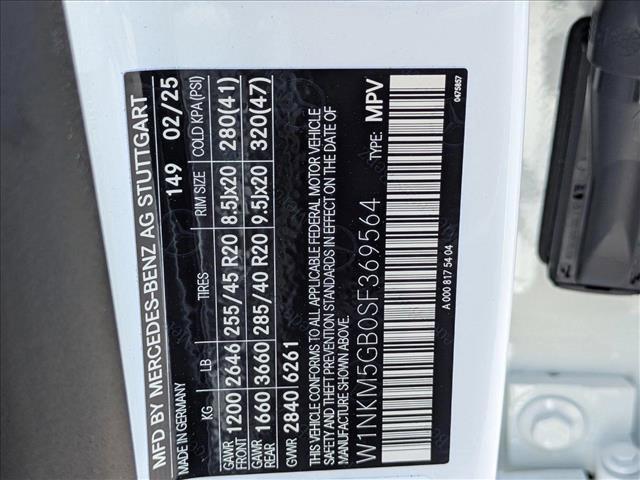 MFD BY MERCEDES-BENZ AG STUTTGART
MADE IN GERMANY 149 02/25
KG LB TIRES RIM SIZE COLD KPA(PSI)
GAWR FRONT 1200 2646 255/45 R20 8.5Jx20 280(41)
GAWR REAR 1660 3660 285/40 R20 9.5Jx20 320(47)
GVWR 2840 6261
THIS VEHICLE CONFORMS TO ALL APPLICABLE FEDERAL MOTOR VEHICLE
SAFETY AND THEFT PREVENTION STANDARDS IN EFFECT ON THE DATE OF
MANUFACTURE SHOWN ABOVE.
W1NKM5GB0SF369564 TYPE: MPV
A 000 817 54 04 0475857